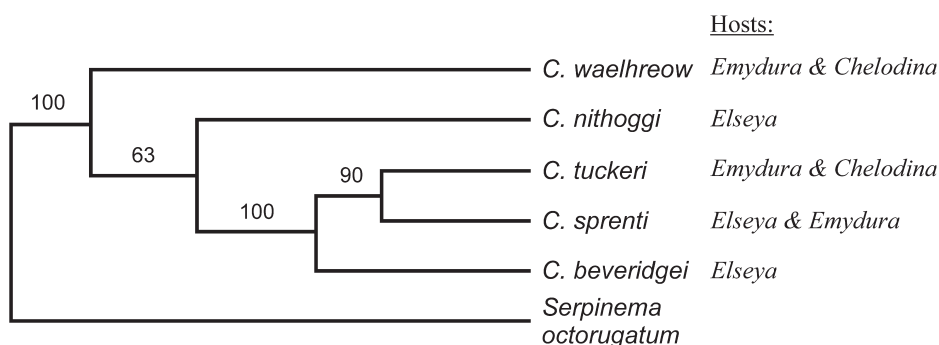 Hosts:
C. waelhreow Emydura & Chelodina
100
C. nithoggi Elseya
63
C. tuckeri Emydura & Chelodina
90
100
C. sprenti Elseya & Emydura
C. beveridgei Elseya
Serpinema
octorugatum